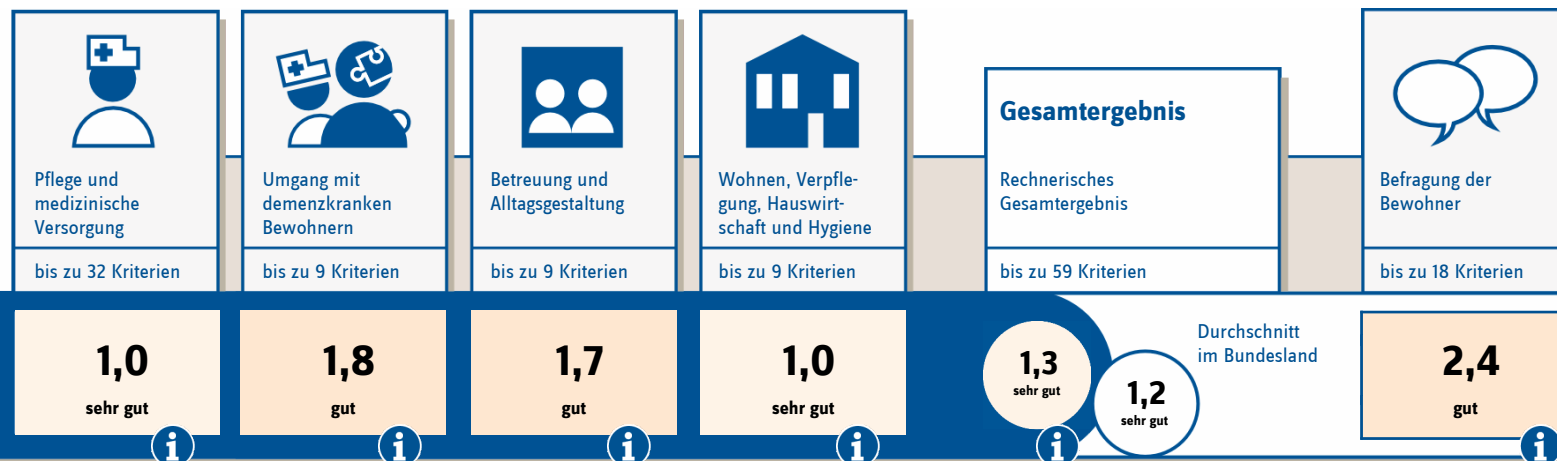 Pflege und
medizinische
Versorgung
bis zu 32 Kriterien
1,0
sehr gut
i
Umgang mit
demenzkranken
Bewohnern
bis zu 9 Kriterien
1,8
gut
i
Betreuung und
Alltagsgestaltung
bis zu 9 Kriterien
1,7
gut
i
Wohnen, Verpfle-
gung, Hauswirt-
schaft und Hygiene
bis zu 9 Kriterien
1,0
sehr gut
i
Gesamtergebnis
Rechnerisches
Gesamtergebnis
bis zu 59 Kriterien
1,3
sehr gut
i
Durchschnitt
im Bundesland
1,2
sehr gut
Befragung der
Bewohner
bis zu 18 Kriterien
2,4
gut
i